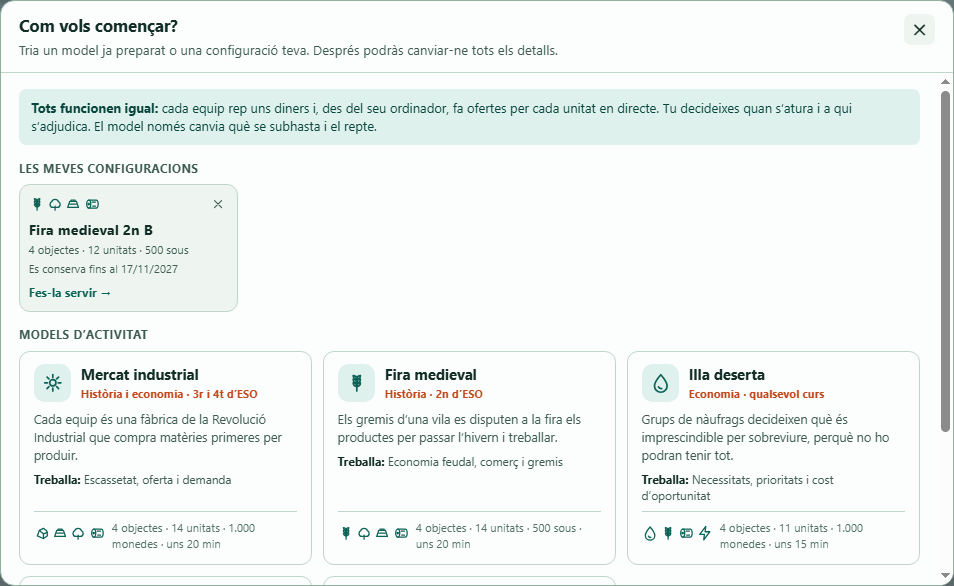 Com vols començar?
Tria un model ja preparat o una configuració teva. Després podràs canviar-ne tots els detalls.
Tots funcionen igual: cada equip rep uns diners i, des del seu ordinador, fa ofertes per cada unitat en directe. Tu decideixes quan s’atura i a qui
s’adjudica. El model només canvia què se subhasta i el repte.
LES MEVES CONFIGURACIONS
Fira medieval 2n B
4 objectes · 12 unitats · 500 sous
Es conserva fins al 17/11/2027
Fes-la servir →
MODELS D’ACTIVITAT
Mercat industrial
Història i economia · 3r i 4t d’ESO
Cada equip és una fàbrica de la Revolució
Industrial que compra matèries primeres per
produir.
Treballa: Escassetat, oferta i demanda
4 objectes · 14 unitats · 1.000
monedes · uns 20 min
Fira medieval
Història · 2n d’ESO
Els gremis d’una vila es disputen a la fira els
productes per passar l’hivern i treballar.
Treballa: Economia feudal, comerç i gremis
4 objectes · 14 unitats · 500 sous ·
uns 20 min
Illa deserta
Economia · qualsevol curs
Grups de nàufrags decideixen què és
imprescindible per sobreviure, perquè no ho
podran tenir tot.
Treballa: Necessitats, prioritats i cost
d’oportunitat
4 objectes · 11 unitats · 1.000
monedes · uns 15 min